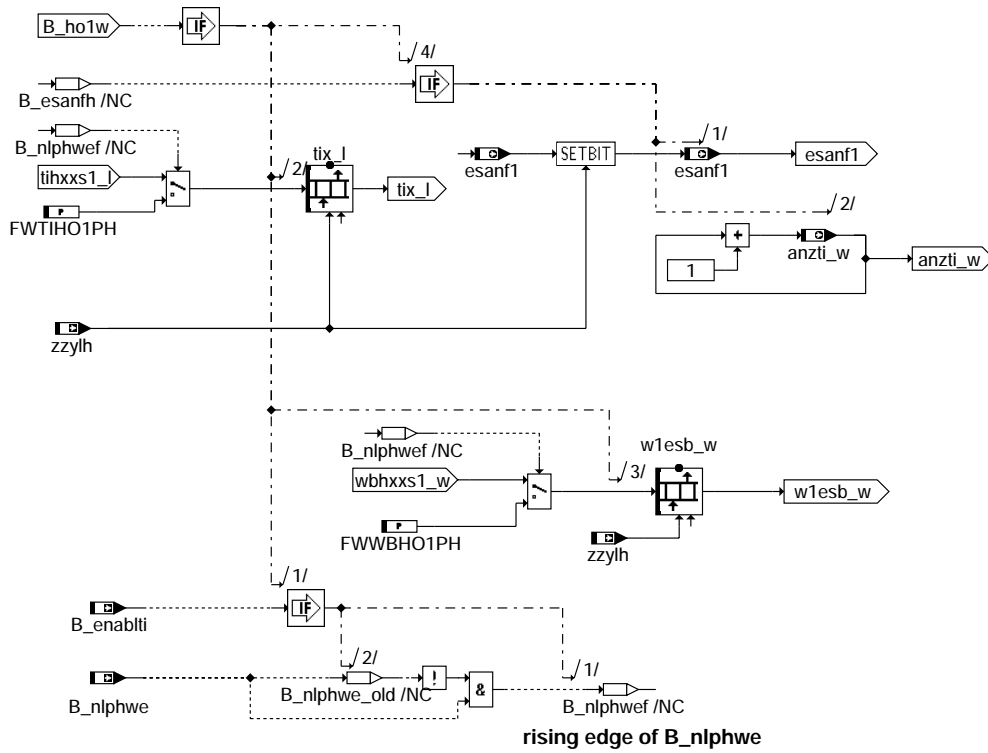 B_ho1w
IF
4/
B_esanfh /NC
IF
B_nlphwef /NC
2/
tix_l
1/
tihxxs1_l
tix_l
esanf1
SETBIT
esanf1
esanf1
P
FWTIHO1PH
2/
+
1
anzti_w
anzti_w
zzylh
B_nlphwef /NC
w1esb_w
3/
wbhxxs1_w
w1esb_w
P
FWWBHO1PH
zzylh
1/
IF
B_enablti
2/
1/
!
&
B_nlphwe
B_nlphwe_old /NC
B_nlphwef /NC
rising edge of B_nlphwe